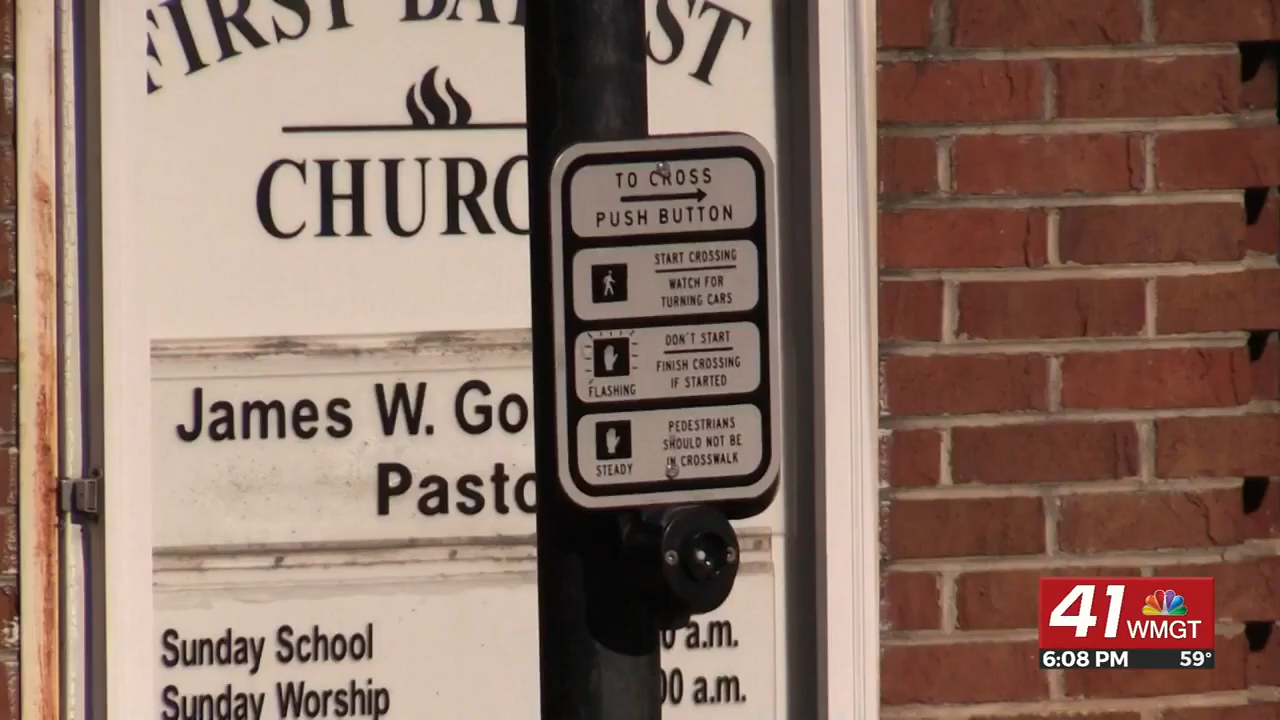 FIRST
CHURC
James W. Go
Pasto
Sunday School
a.m.
Sunday Worship
00 a.m.
TO CROSS
PUSH BUTTON
START CROSSING
WATCH FOR
TURNING CARS
DON'T START
FINISH CROSSING
IF STARTED
FLASHING
PEDESTRIANS
SHOULD NOT BE
IN CROSSWALK
STEADY
41
WMGT
6:08 PM 59°